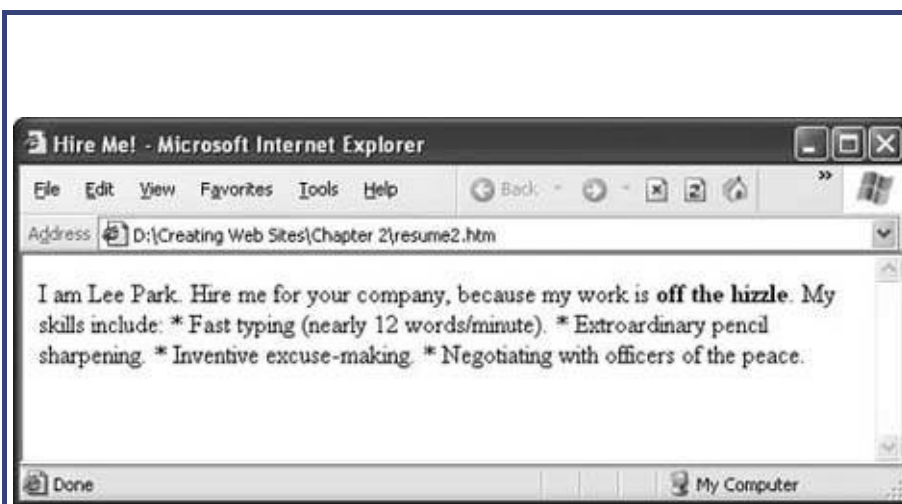 Hire Me! - Microsoft Internet Explorer
File Edit View Favorites Tools Help Back »
Address D:\Creating Web Sites\Chapter 2\resume2.htm
I am Lee Park. Hire me for your company, because my work is off the hizzle. My
skills include: * Fast typing (nearly 12 words/minute). * Extroardinary pencil
sharpening. * Inventive excuse-making. * Negotiating with officers of the peace.
Done My Computer